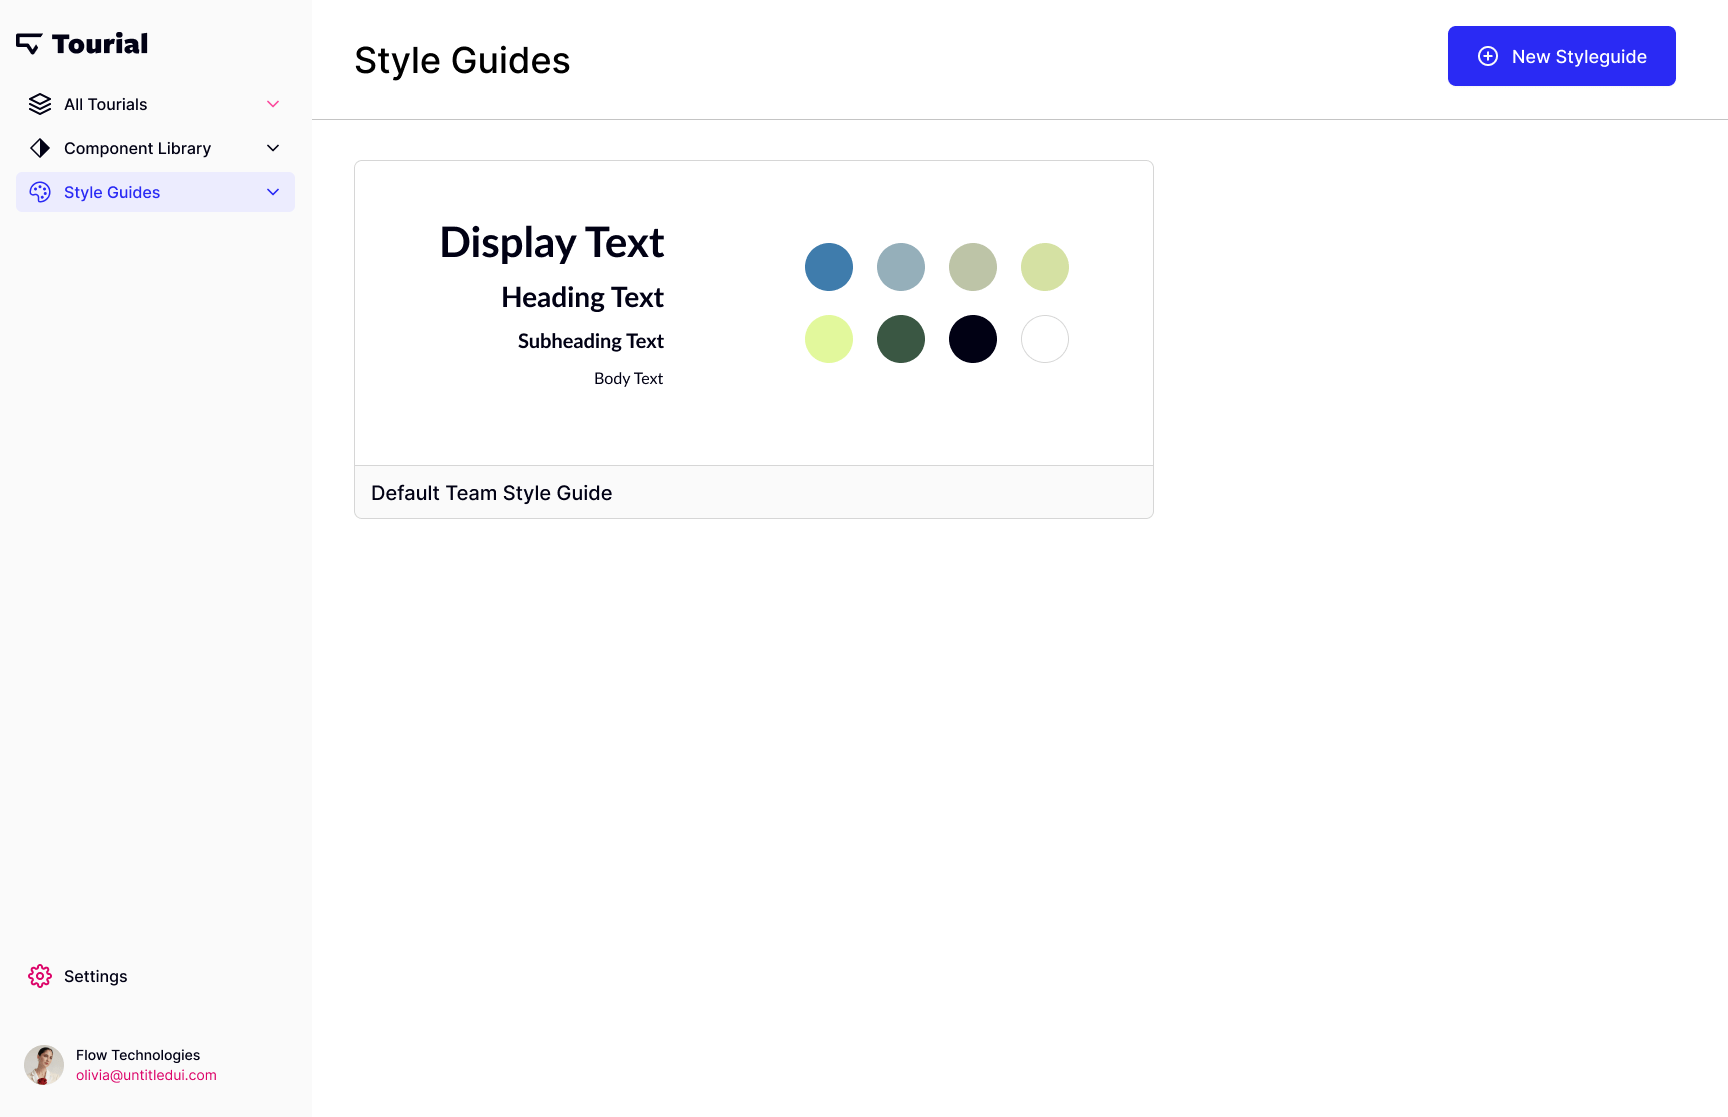 Tourial
All Tourials
Component Library
Style Guides
Settings
Flow Technologies
olivia@untitledui.com
Style Guides
New Styleguide
Display Text
Heading Text
Subheading Text
Body Text
Default Team Style Guide